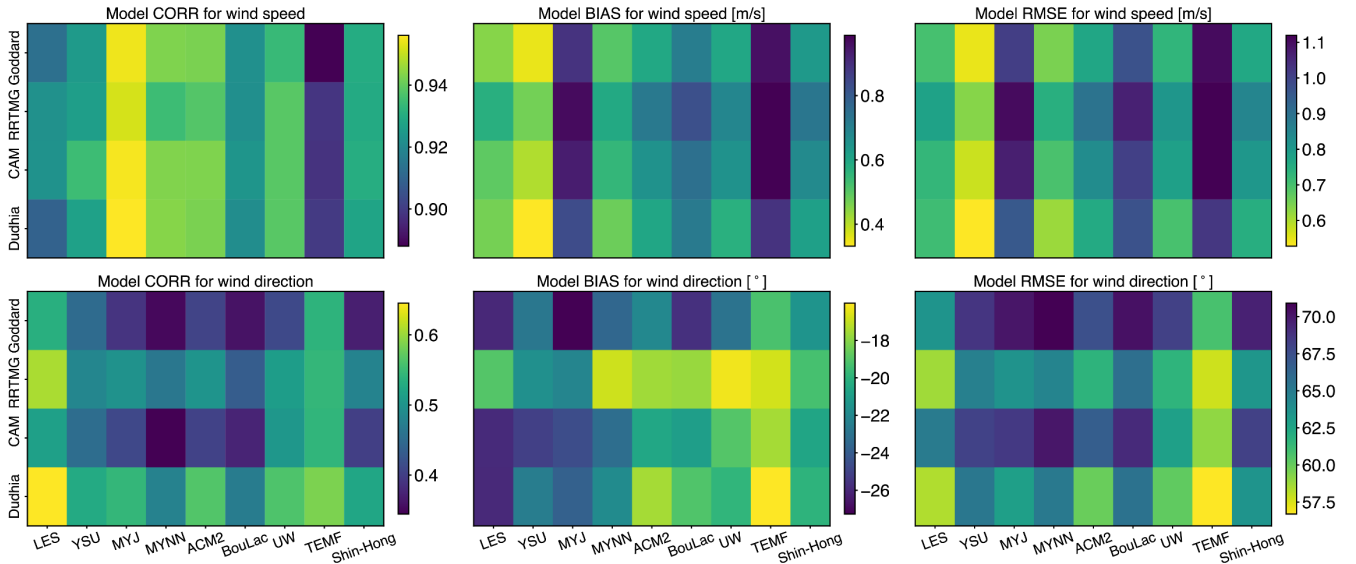 Model CORR for wind speed
Model BIAS for wind speed [m/s]
Model RMSE for wind speed [m/s]
Goddard
RRTMG
CAM
Dudhia
0.94
0.92
0.90
0.8
0.6
0.4
1.1
1.0
0.9
0.8
0.7
0.6
Model CORR for wind direction
Model BIAS for wind direction [°]
Model RMSE for wind direction [°]
Goddard
RRTMG
CAM
Dudhia
0.6
0.5
0.4
−18
−20
−22
−24
−26
70.0
67.5
65.0
62.5
60.0
57.5
LES YSU MYJ MYNN ACM2 BouLac UW TEMF Shin-Hong
LES YSU MYJ MYNN ACM2 BouLac UW TEMF Shin-Hong
LES YSU MYJ MYNN ACM2 BouLac UW TEMF Shin-Hong